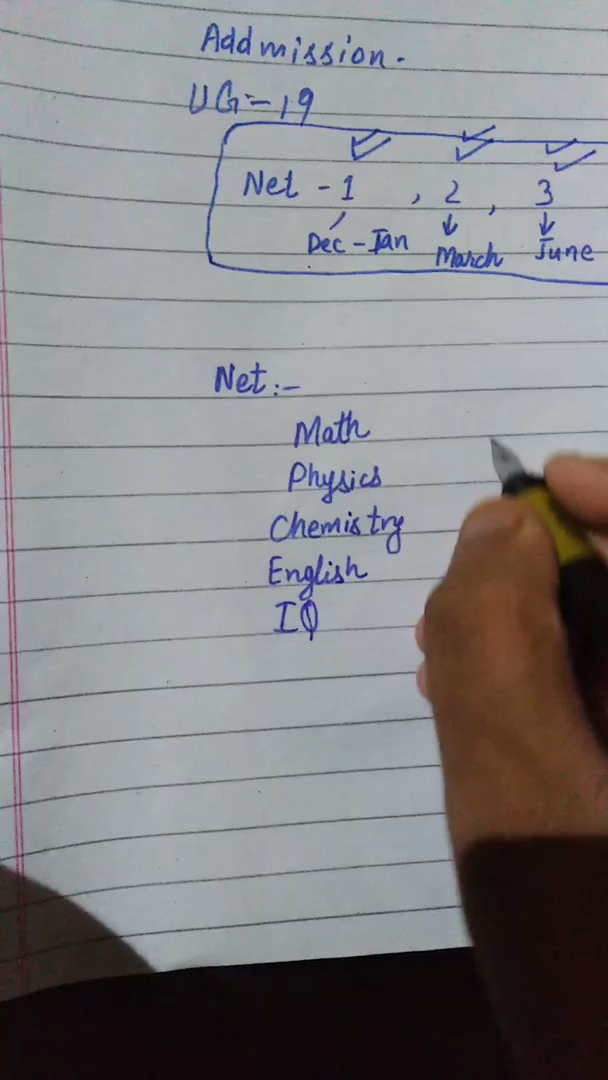 Addmission.
UG=19
Net - 1 , 2 , 3
Dec - Jan March June
Net :-
Math
Physics
Chemistry
English
IQ